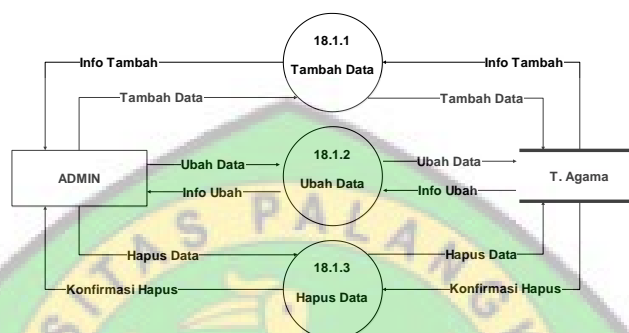 18.1.1
Tambah Data
Info Tambah
Info Tambah
Tambah Data
Tambah Data
ADMIN
18.1.2
Ubah Data
Ubah Data
Ubah Data
Info Ubah
Info Ubah
T. Agama
Hapus Data
Hapus Data
18.1.3
Hapus Data
Konfirmasi Hapus
Konfirmasi Hapus
ITAS PALANG